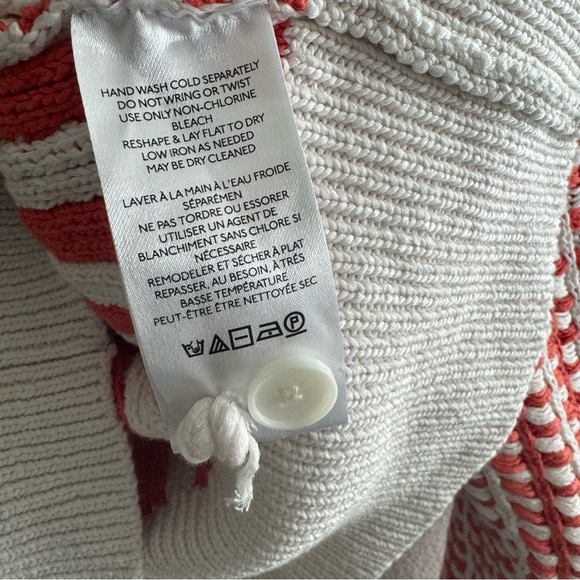 HAND WASH COLD SEPARATELY
DO NOT WRING OR TWIST
USE ONLY NON-CHLORINE
BLEACH
RESHAPE & LAY FLAT TO DRY
LOW IRON AS NEEDED
MAY BE DRY CLEANED
LAVER À LA MAIN À L'EAU FROIDE
SÉPARÉMEN
NE PAS TORDRE OU ESSORER
UTILISER UN AGENT DE
BLANCHIMENT SANS CHLORE SI
NÉCESSAIRE
REMODELER ET SÉCHER À PLAT
REPASSER, AU BESOIN, À TRÉS
BASSE TEMPÉRATURE
PEUT-ÊTRE ÊTRE NETTOYÉE SEC
P